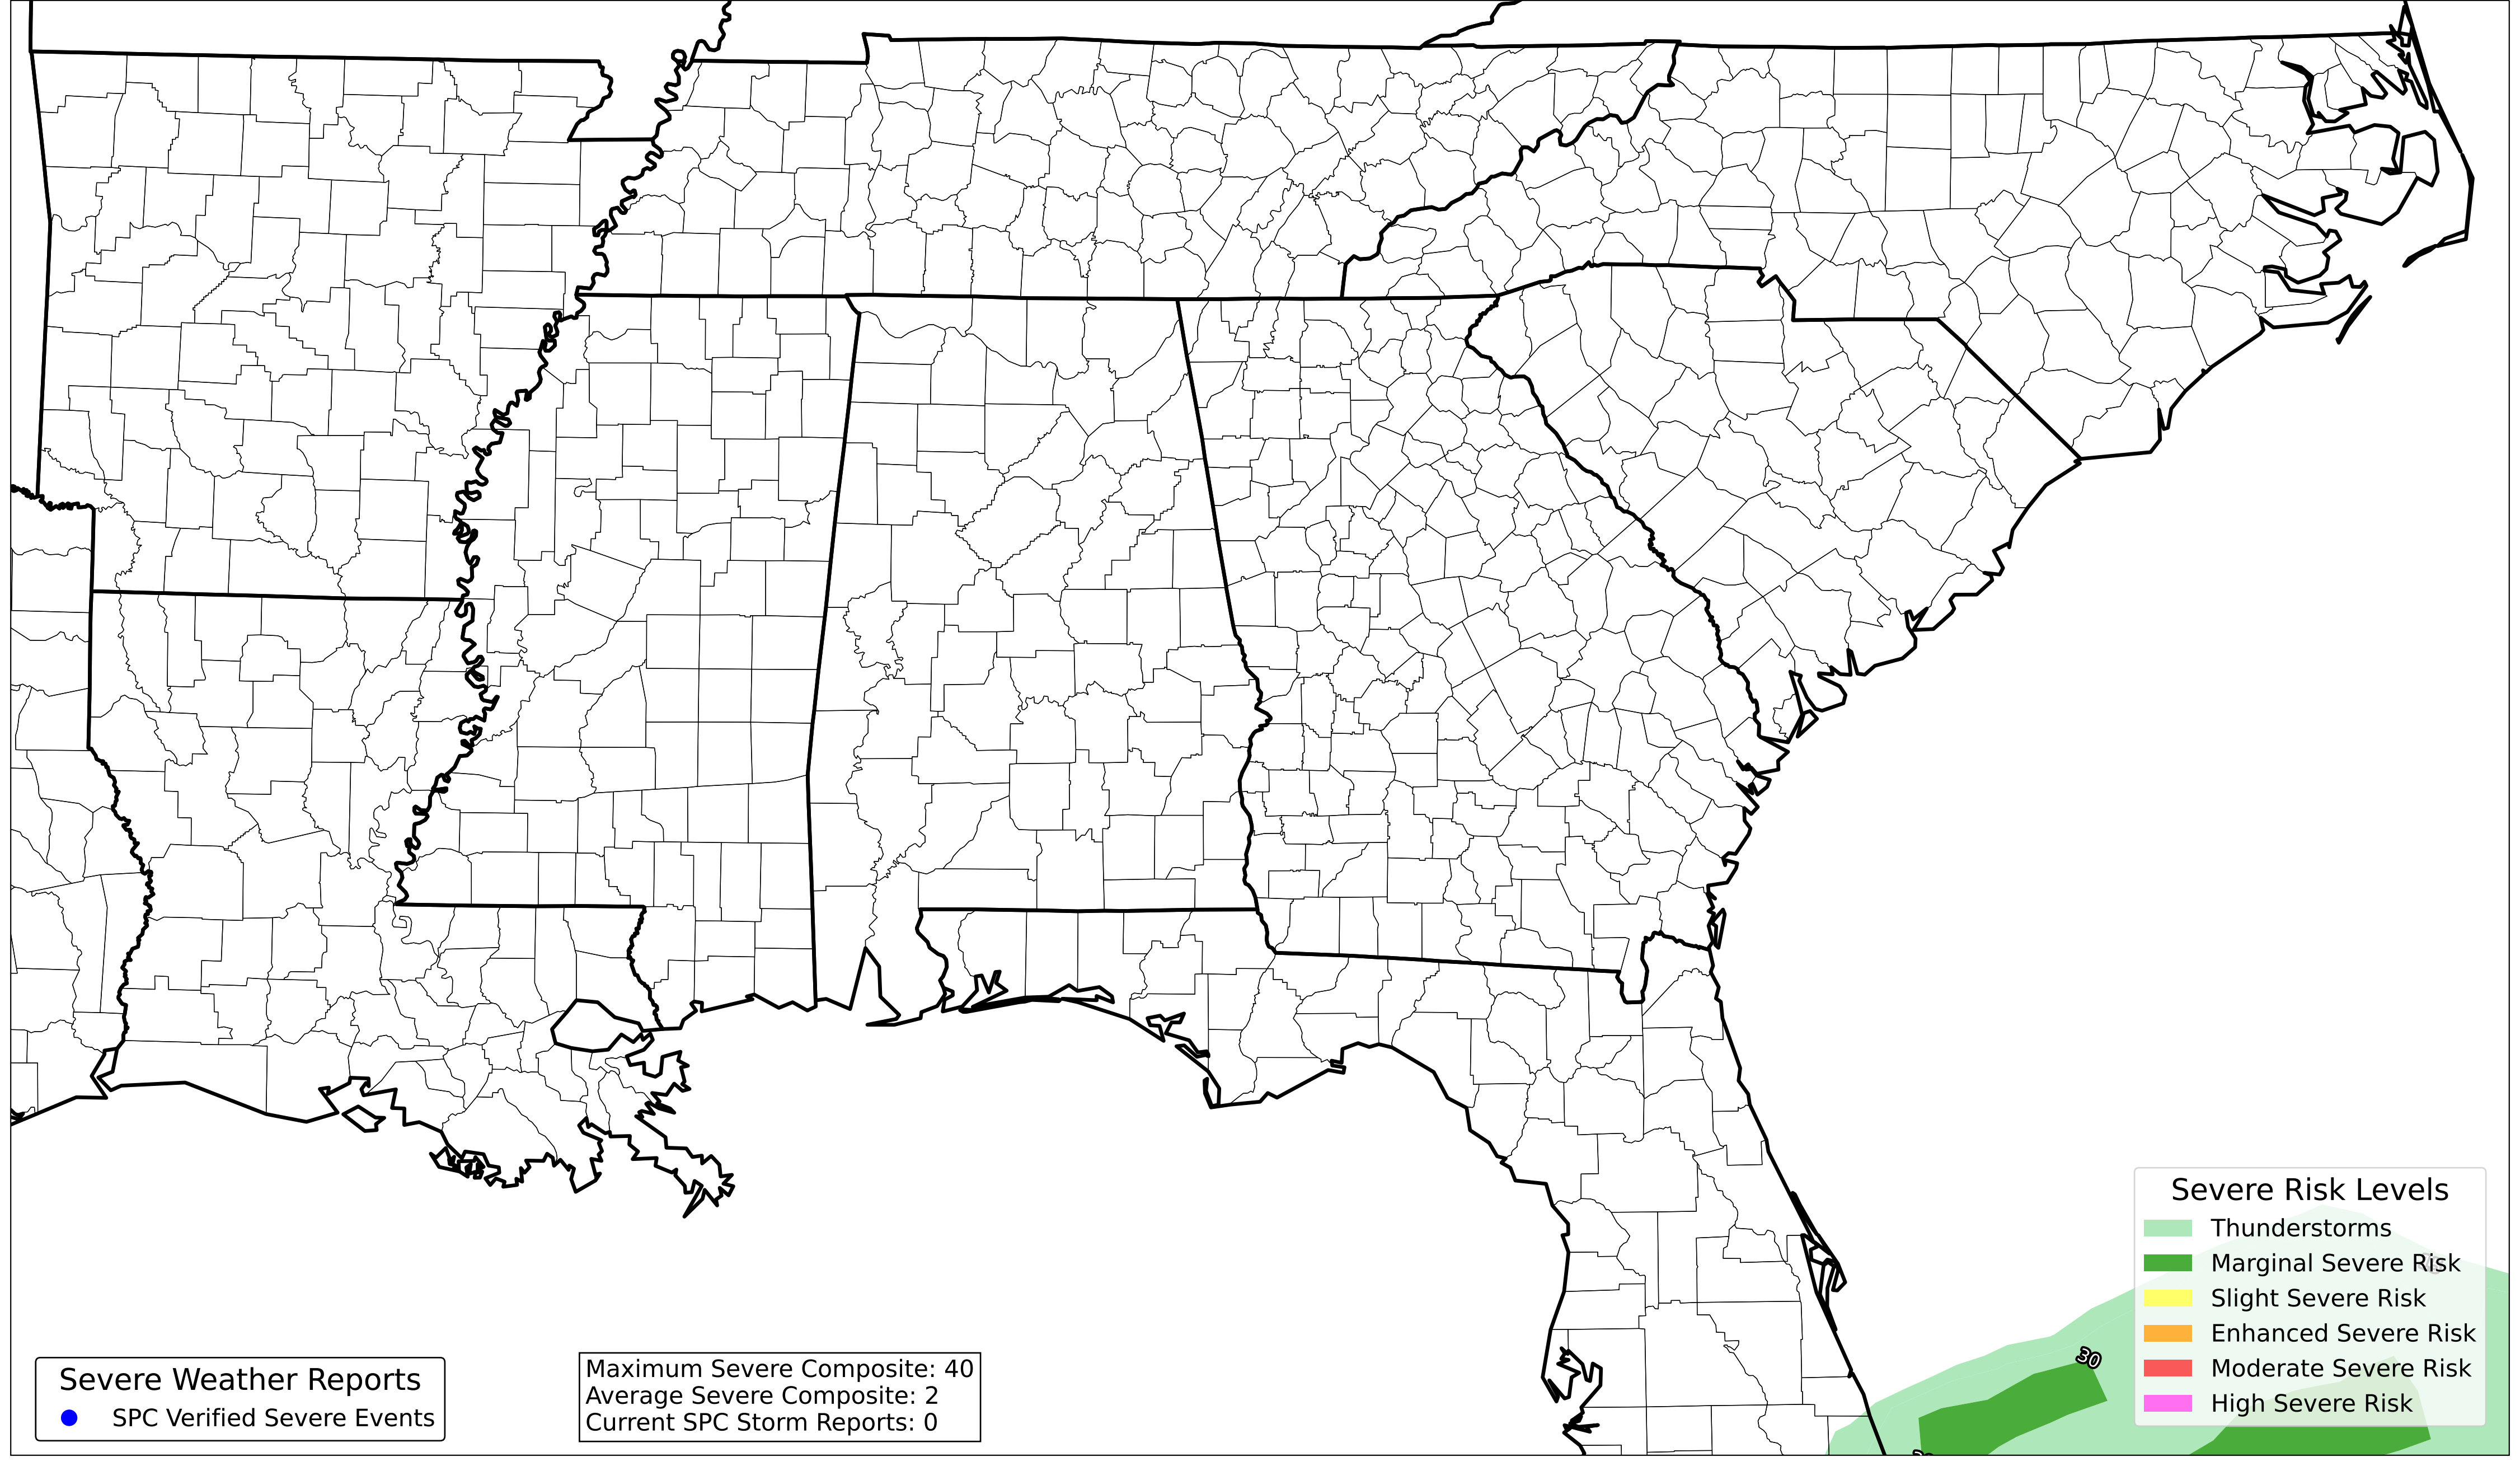 30
Severe Risk Levels
Thunderstorms
Marginal Severe Risk
Slight Severe Risk
Enhanced Severe Risk
Moderate Severe Risk
High Severe Risk
Severe Weather Reports
SPC Verified Severe Events
Maximum Severe Composite: 40
Average Severe Composite: 2
Current SPC Storm Reports: 0